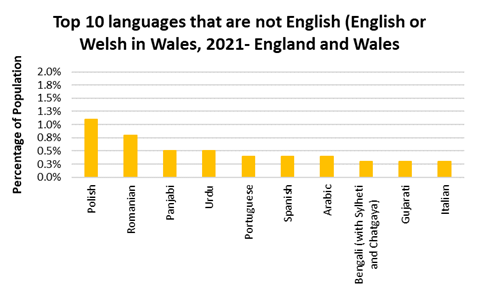 Top 10 languages that are not English (English or
Welsh in Wales, 2021- England and Wales
Percentage of Population
2.0%
1.8%
1.5%
1.3%
1.0%
0.8%
0.5%
0.3%
0.0%
Polish
Romanian
Panjabi
Urdu
Portuguese
Spanish
Arabic
Bengali (with Sylheti
and Chatgaya)
Gujarati
Italian